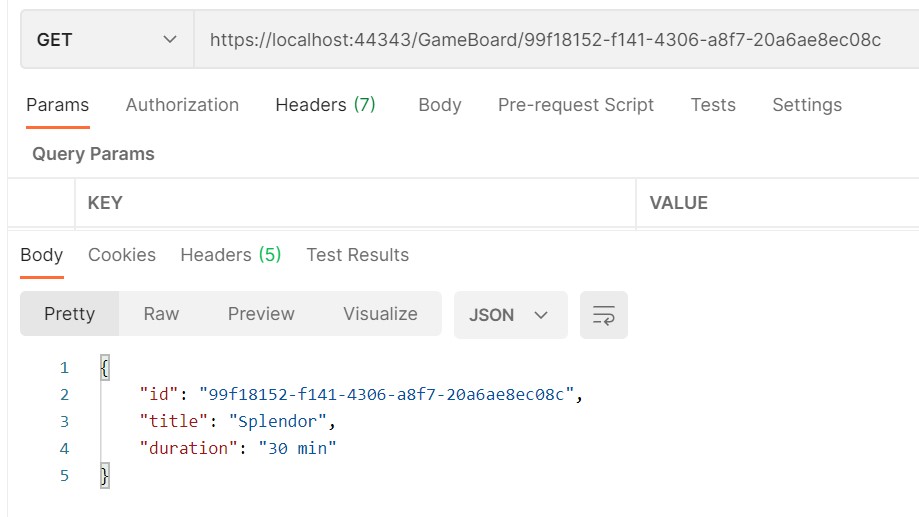 GET https://localhost:44343/GameBoard/99f18152-f141-4306-a8f7-20a6ae8ec08c
Params Authorization Headers (7) Body Pre-request Script Tests Settings
Query Params
KEY VALUE
Body Cookies Headers (5) Test Results
Pretty Raw Preview Visualize JSON
1 {
2 "id": "99f18152-f141-4306-a8f7-20a6ae8ec08c",
3 "title": "Splendor",
4 "duration": "30 min"
5 }